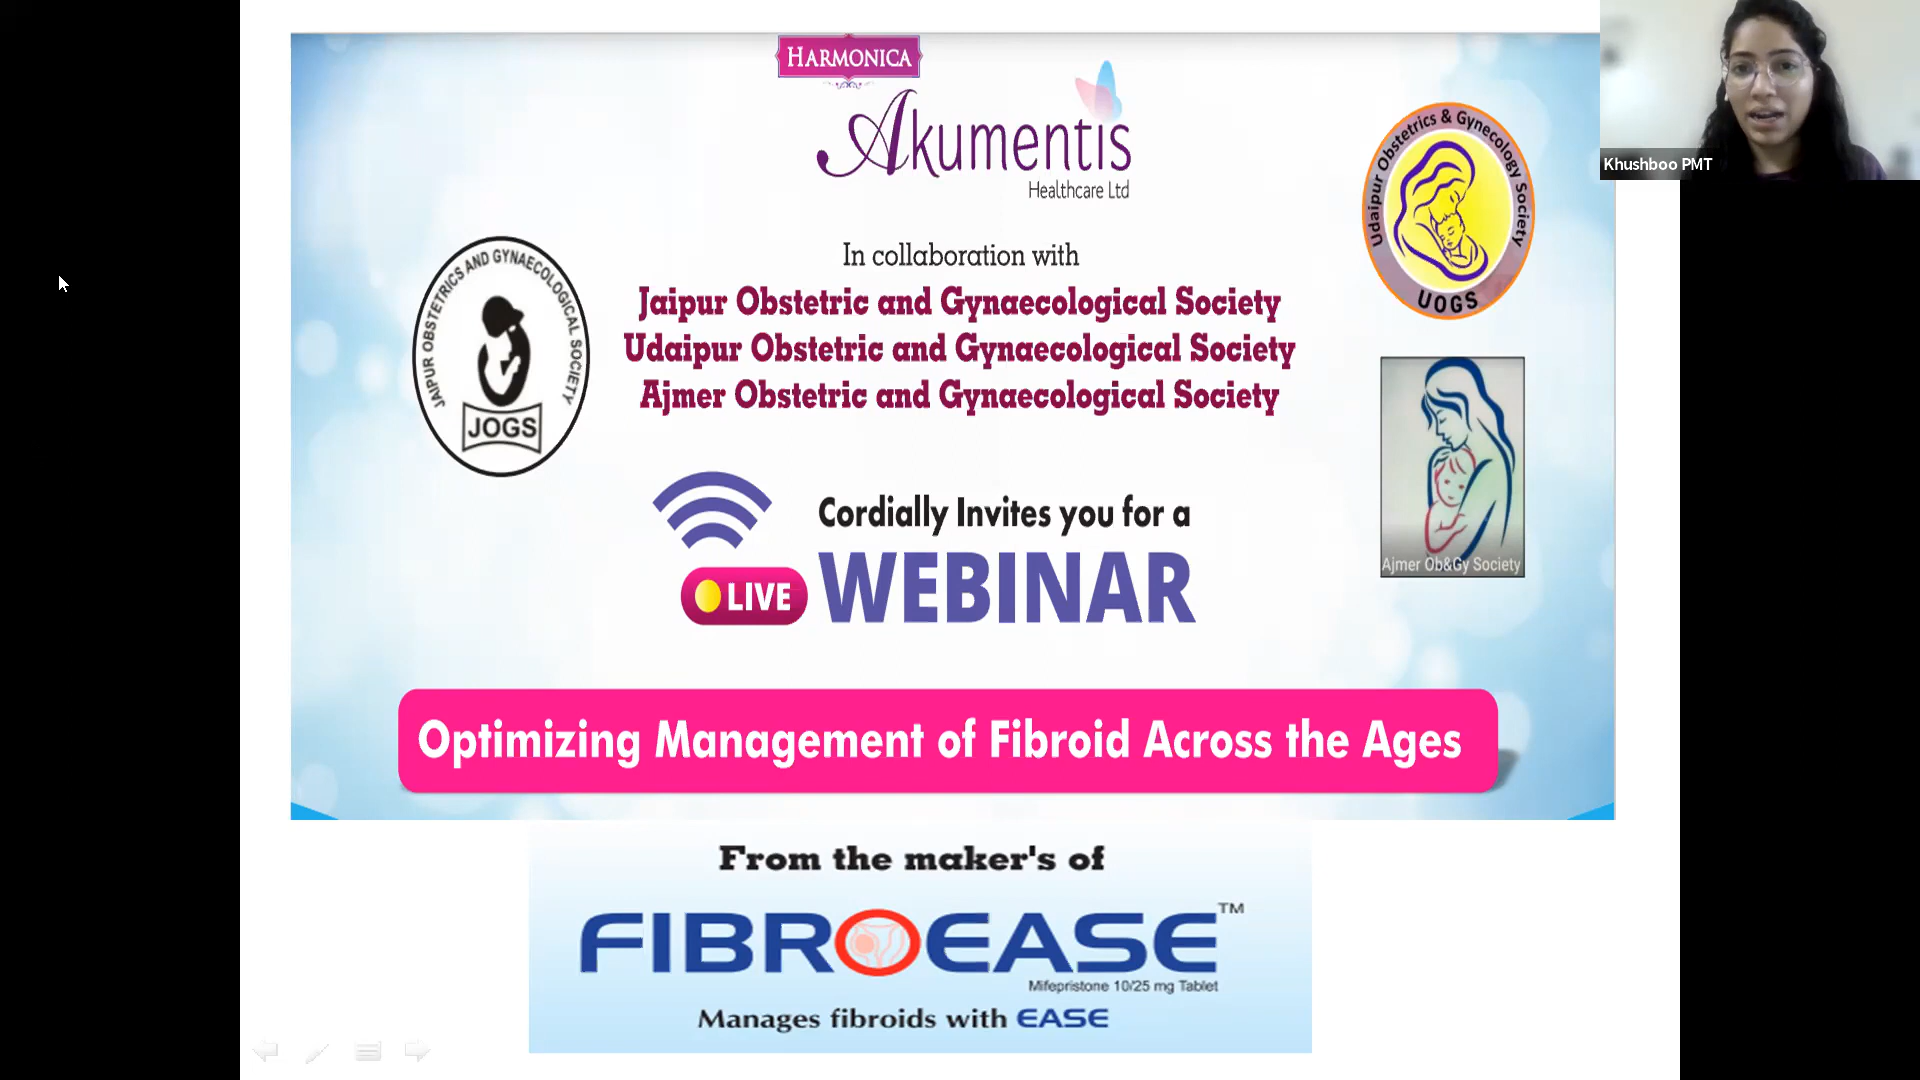 HARMONICA
Akumentis
Healthcare Ltd
Khushboo PMT
In collaboration with
Jaipur Obstetric and Gynaecological Society
Udaipur Obstetric and Gynaecological Society
Ajmer Obstetric and Gynaecological Society
JAIPUR OBSTETRICS AND GYNAECOLOGICAL SOCIETY
JOGS
Udaipur Obstetrics & Gynecology Society
UOGS
Ajmer Ob&Gy Society
Cordially Invites you for a
LIVE WEBINAR
Optimizing Management of Fibroid Across the Ages
From the maker's of
FIBROEASE™
Mifepristone 10/25 mg Tablet
Manages fibroids with EASE